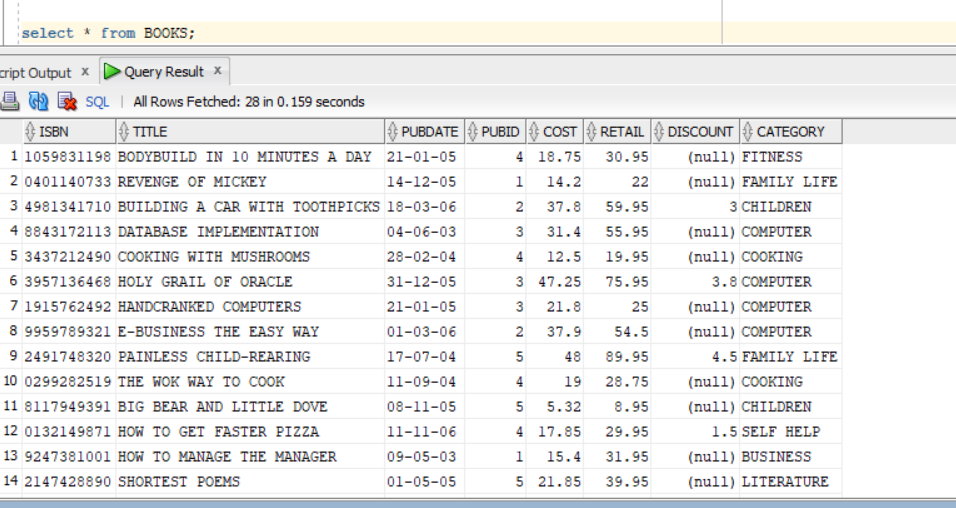 select * from BOOKS;
cript Output x Query Result x
SQL | All Rows Fetched: 28 in 0.159 seconds
ISBN TITLE PUBDATE PUBID COST RETAIL DISCOUNT CATEGORY
1 1059831198 BODYBUILD IN 10 MINUTES A DAY 21-01-05 4 18.75 30.95 (null) FITNESS
2 0401140733 REVENGE OF MICKEY 14-12-05 1 14.2 22 (null) FAMILY LIFE
3 4981341710 BUILDING A CAR WITH TOOTHPICKS 18-03-06 2 37.8 59.95 3 CHILDREN
4 8843172113 DATABASE IMPLEMENTATION 04-06-03 3 31.4 55.95 (null) COMPUTER
5 3437212490 COOKING WITH MUSHROOMS 28-02-04 4 12.5 19.95 (null) COOKING
6 3957136468 HOLY GRAIL OF ORACLE 31-12-05 3 47.25 75.95 3.8 COMPUTER
7 1915762492 HANDCRANKED COMPUTERS 21-01-05 3 21.8 25 (null) COMPUTER
8 9959789321 E-BUSINESS THE EASY WAY 01-03-06 2 37.9 54.5 (null) COMPUTER
9 2491748320 PAINLESS CHILD-REARING 17-07-04 5 48 89.95 4.5 FAMILY LIFE
10 0299282519 THE WOK WAY TO COOK 11-09-04 4 19 28.75 (null) COOKING
11 8117949391 BIG BEAR AND LITTLE DOVE 08-11-05 5 5.32 8.95 (null) CHILDREN
12 0132149871 HOW TO GET FASTER PIZZA 11-11-06 4 17.85 29.95 1.5 SELF HELP
13 9247381001 HOW TO MANAGE THE MANAGER 09-05-03 1 15.4 31.95 (null) BUSINESS
14 2147428890 SHORTEST POEMS 01-05-05 5 21.85 39.95 (null) LITERATURE